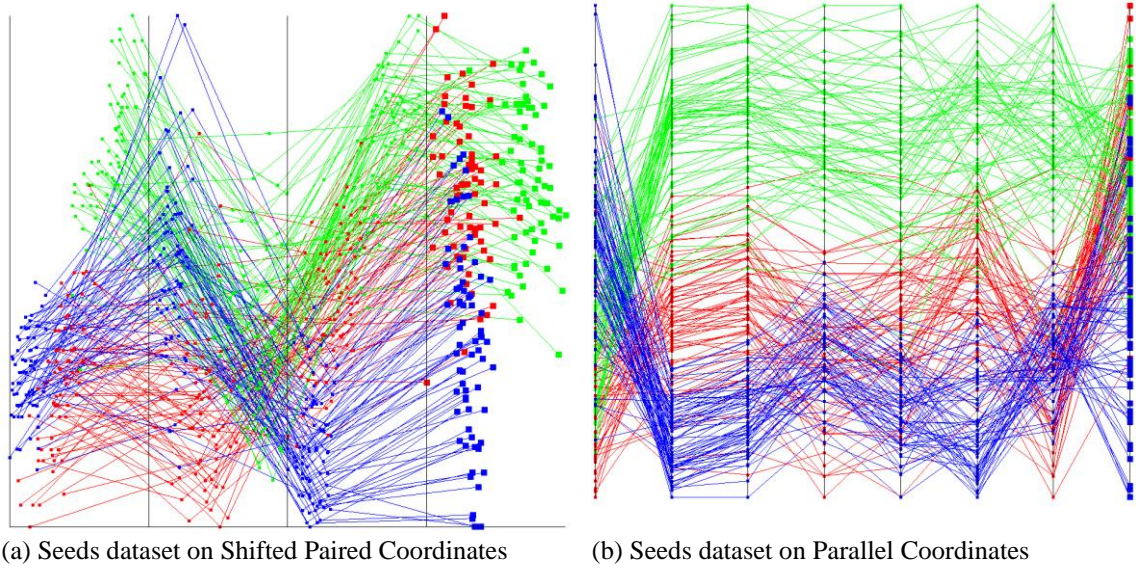 (a) Seeds dataset on Shifted Paired Coordinates
(b) Seeds dataset on Parallel Coordinates